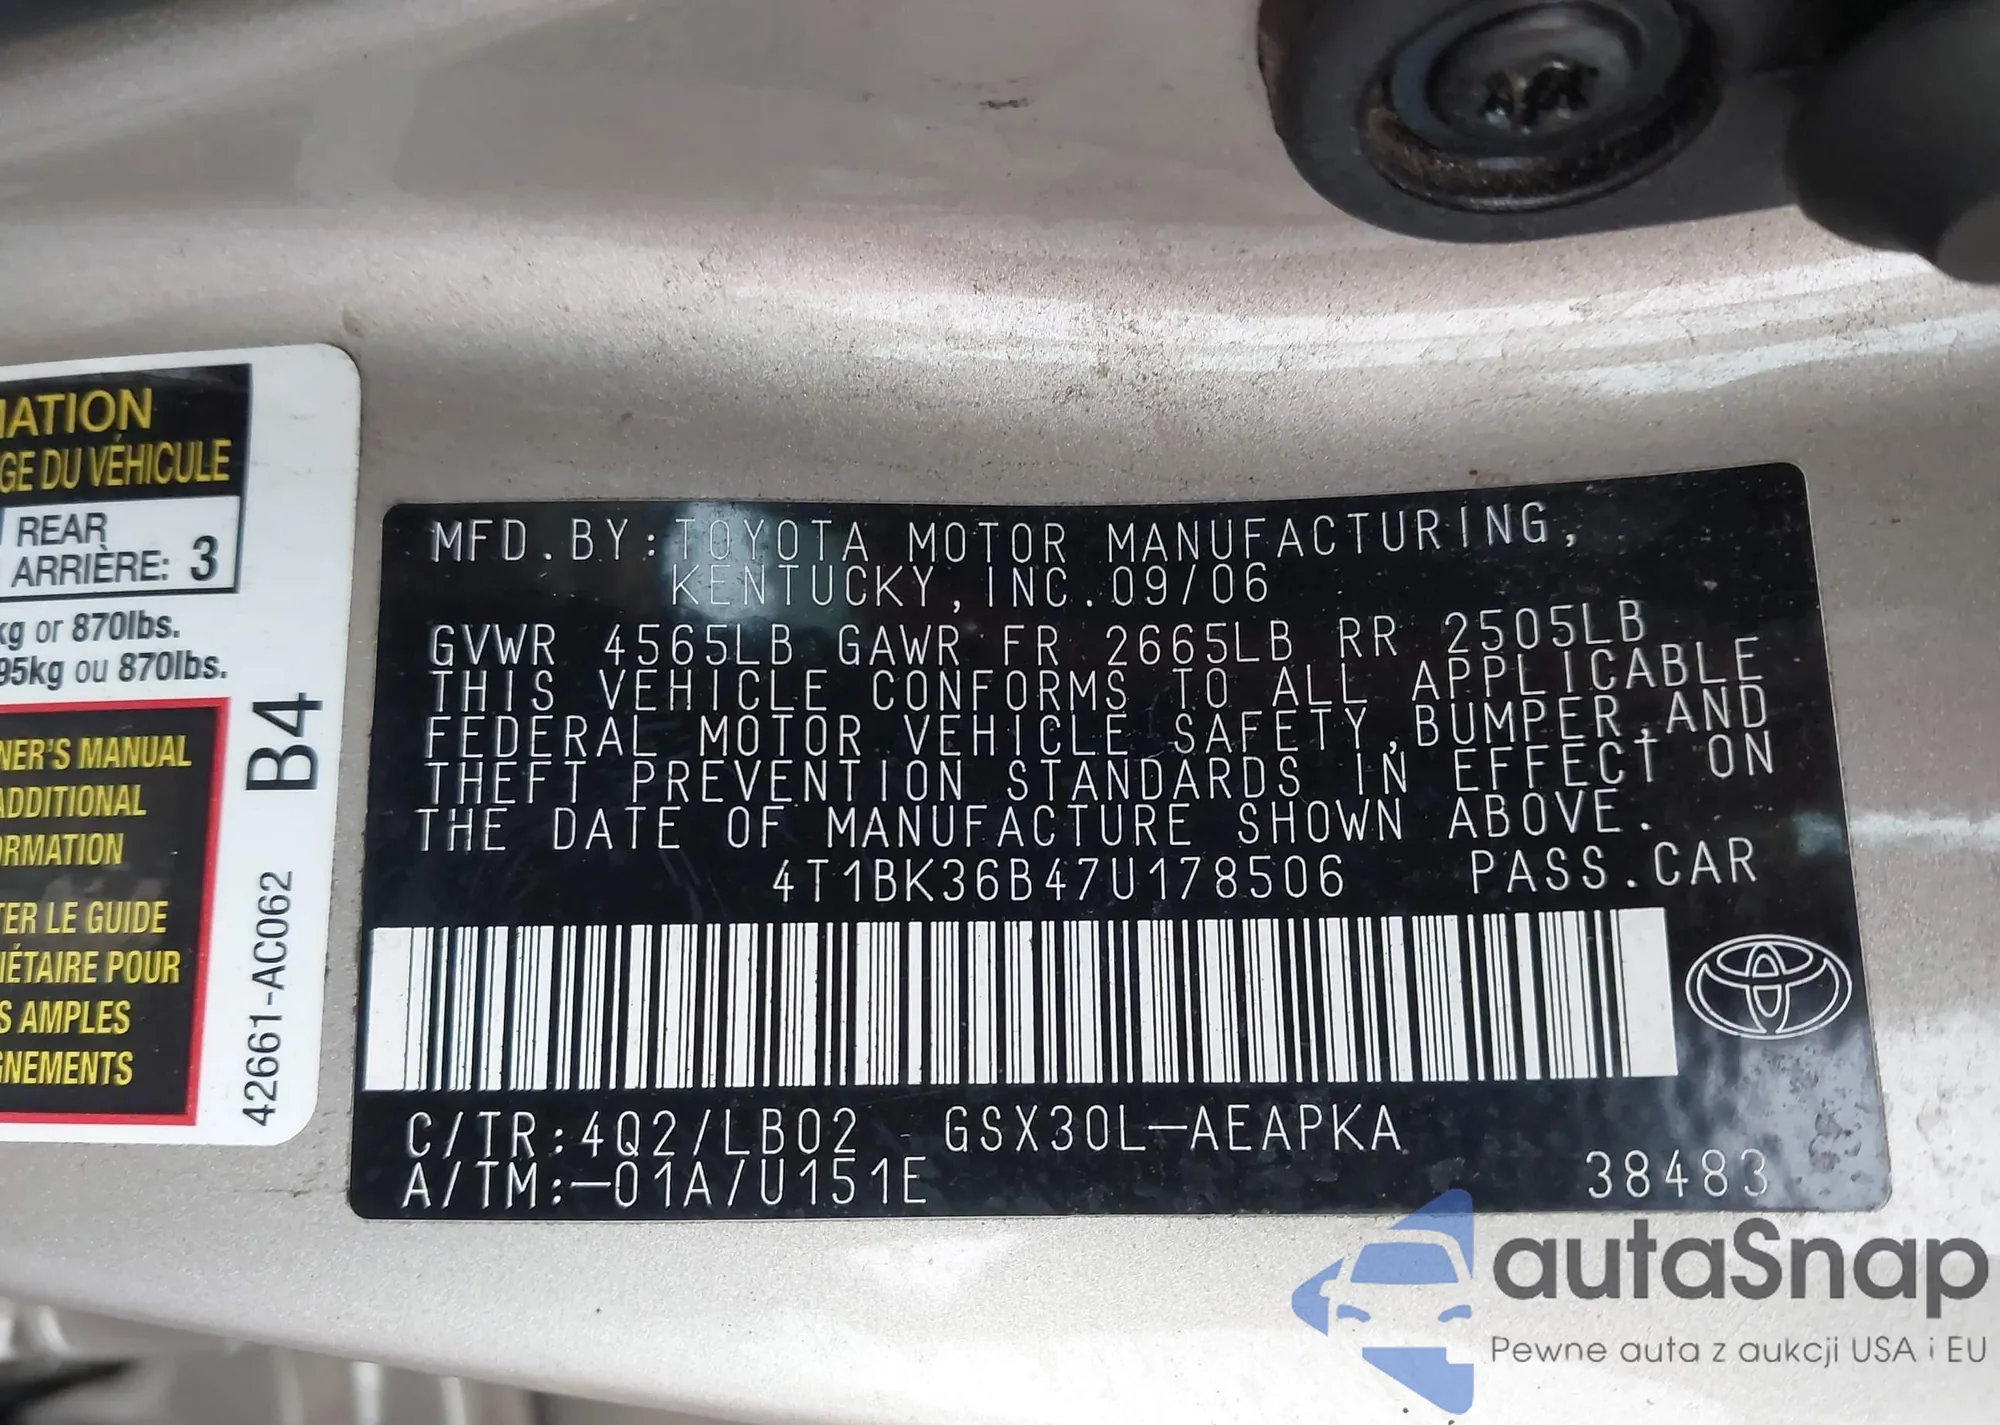 MATION
GE DU VÉHICULE
REAR
ARRIÈRE: 3
kg or 870lbs.
95kg ou 870lbs.
NER'S MANUAL
ADDITIONAL
ORMATION
TER LE GUIDE
IÉTAIRE POUR
S AMPLES
GNEMENTS
B4
42661-AC062
MFD.BY:TOYOTA MOTOR MANUFACTURING,
KENTUCKY,INC.09/06
GVWR 4565LB GAWR FR 2665LB RR 2505LB
THIS VEHICLE CONFORMS TO ALL APPLICABLE
FEDERAL MOTOR VEHICLE SAFETY,BUMPER,AND
THEFT PREVENTION STANDARDS IN EFFECT ON
THE DATE OF MANUFACTURE SHOWN ABOVE.
4T1BK36B47U178506 PASS.CAR
C/TR:4Q2/LB02 - GSX30L-AEAPKA
A/TM:-01A/U151E
38483
autaSnap
Pewne auta z aukcji USA i EU